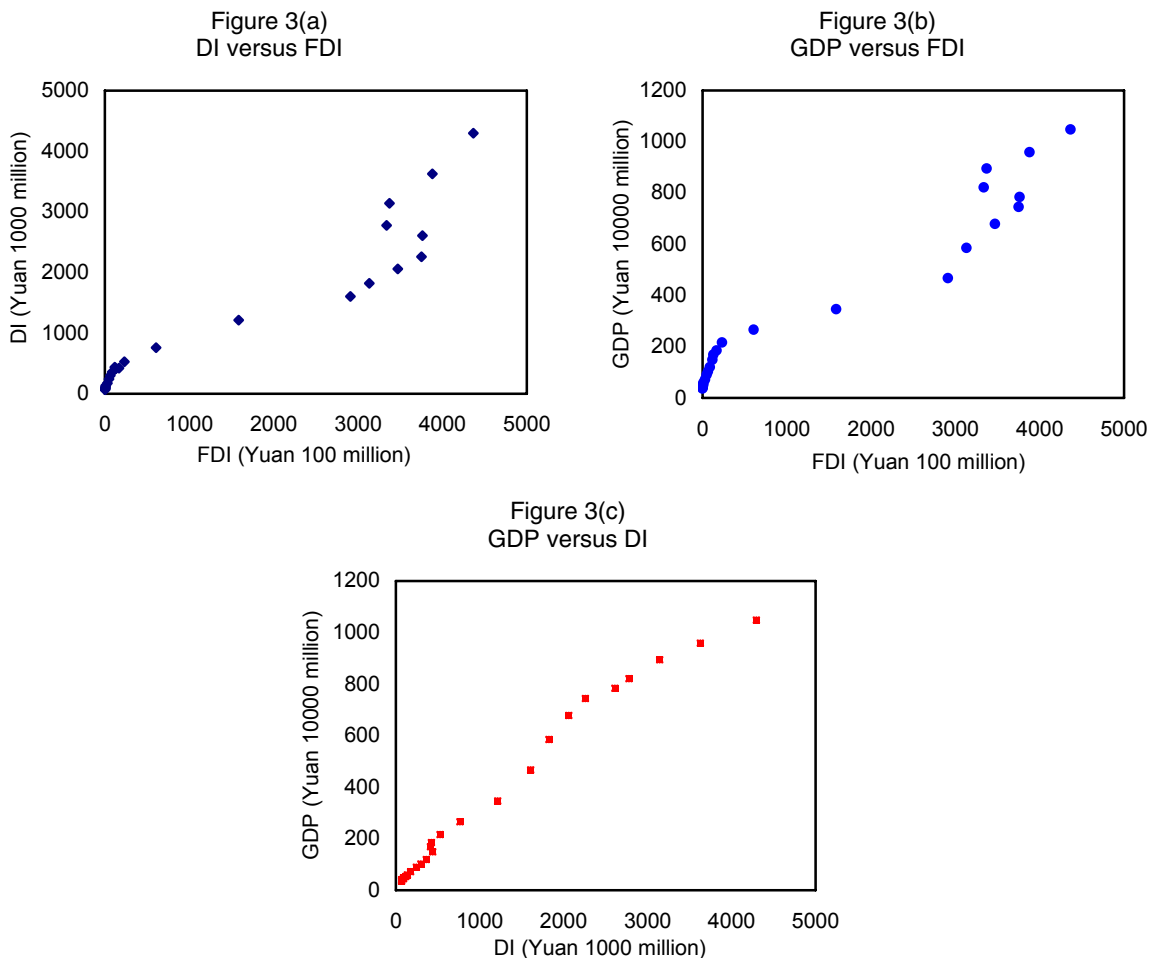 Figure 3(a)
DI versus FDI
5000
4000
3000
2000
1000
0
DI (Yuan 1000 million)
0 1000 2000 3000 4000 5000
FDI (Yuan 100 million)
Figure 3(b)
GDP versus FDI
1200
1000
800
600
400
200
0
GDP (Yuan 10000 million)
0 1000 2000 3000 4000 5000
FDI (Yuan 100 million)
Figure 3(c)
GDP versus DI
1200
1000
800
600
400
200
0
GDP (Yuan 10000 million)
0 1000 2000 3000 4000 5000
DI (Yuan 1000 million)